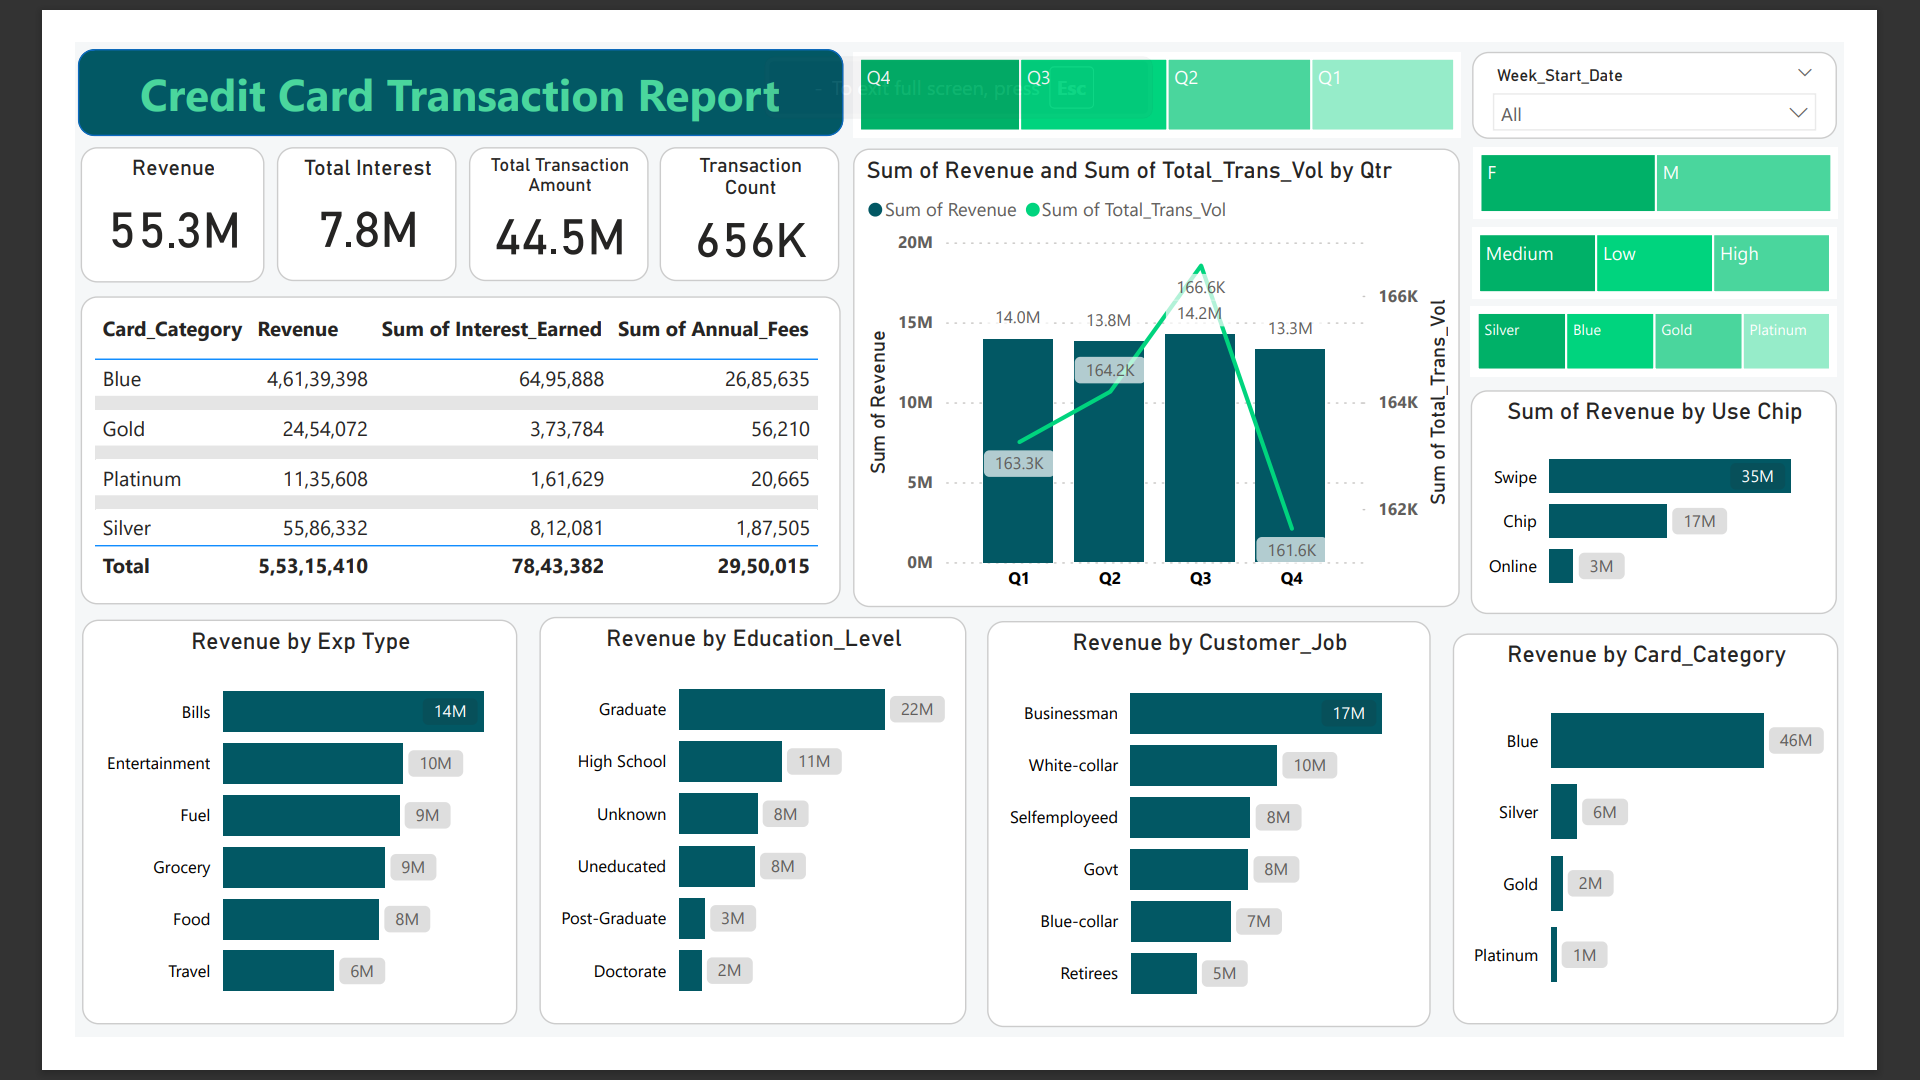 Credit Card Transaction Report
To exit full screen, press Esc
Q4
Q3
Q2
Q1
Week_Start_Date
All
Revenue
55.3M
Total Interest
7.8M
Total Transaction
Amount
44.5M
Transaction
Count
656K
F
M
Medium
Low
High
Silver
Blue
Gold
Platinum
Card_Category Revenue Sum of Interest_Earned Sum of Annual_Fees
Blue 4,61,39,398 64,95,888 26,85,635
Gold 24,54,072 3,73,784 56,210
Platinum 11,35,608 1,61,629 20,665
Silver 55,86,332 8,12,081 1,87,505
Total 5,53,15,410 78,43,382 29,50,015
Sum of Revenue and Sum of Total_Trans_Vol by Qtr
Sum of Revenue Sum of Total_Trans_Vol
Sum of Revenue
20M
15M
10M
5M
0M
14.0M
13.8M
14.2M
13.3M
163.3K
164.2K
166.6K
161.6K
Q1
Q2
Q3
Q4
166K
164K
162K
Sum of Total_Trans_Vol
Sum of Revenue by Use Chip
Swipe 35M
Chip 17M
Online 3M
Revenue by Exp Type
Bills 14M
Entertainment 10M
Fuel 9M
Grocery 9M
Food 8M
Travel 6M
Revenue by Education_Level
Graduate 22M
High School 11M
Unknown 8M
Uneducated 8M
Post-Graduate 3M
Doctorate 2M
Revenue by Customer_Job
Businessman 17M
White-collar 10M
Selfemployeed 8M
Govt 8M
Blue-collar 7M
Retirees 5M
Revenue by Card_Category
Blue 46M
Silver 6M
Gold 2M
Platinum 1M